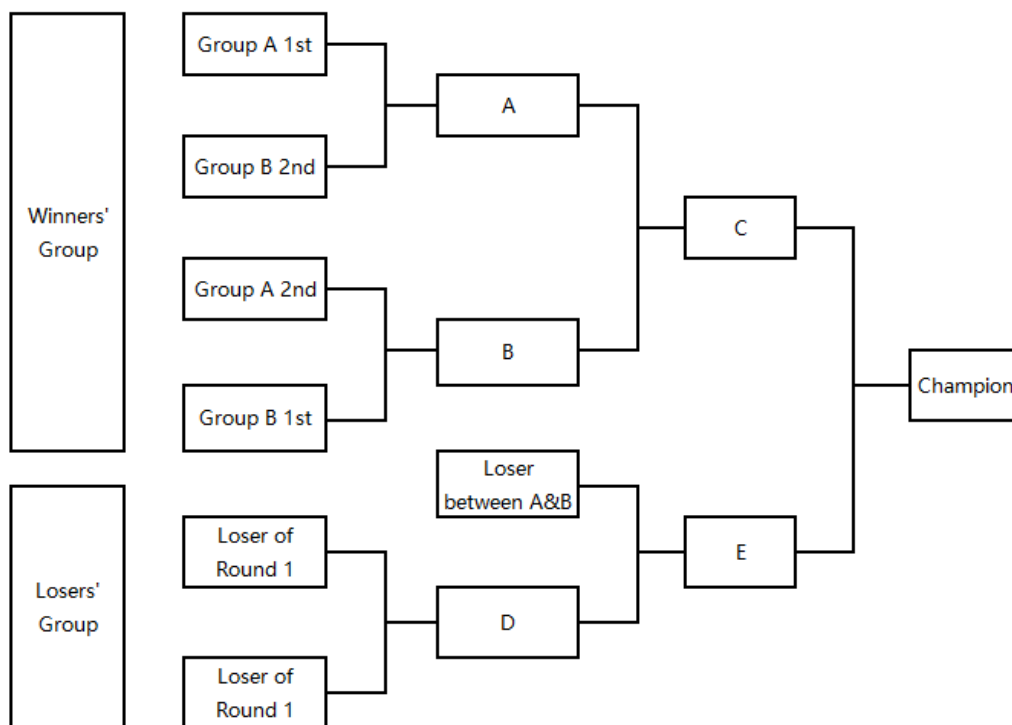 Winners'
Group
Group A 1st
Group B 2nd
Group A 2nd
Group B 1st
A
B
C
Champion
Losers'
Group
Loser of
Round 1
Loser of
Round 1
Loser
between A&B
D
E